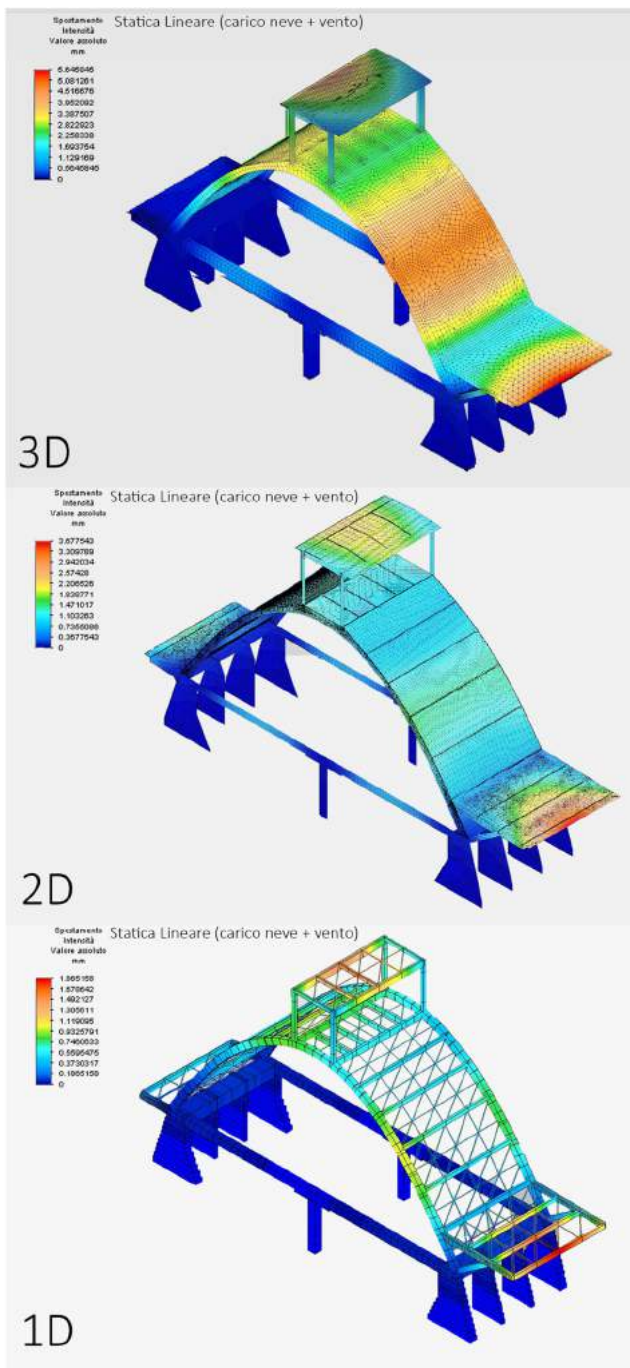 Spostamento
Intensità
Valore assoluto
mm
Statica Lineare (carico neve + vento)
5.081261
4.516676
3.952092
3.387507
2.822923
2.258338
1.693754
1.129169
0.5645845
0
3D
Spostamento
Intensità
Valore assoluto
mm
Statica Lineare (carico neve + vento)
3.677543
3.309789
2.942034
2.57428
2.206526
1.838771
1.471017
1.103263
0.7355086
0.3677543
0
2D
Spostamento
Intensità
Valore assoluto
mm
Statica Lineare (carico neve + vento)
1.865158
1.678642
1.492127
1.305611
1.119095
0.9325791
0.7460633
0.5595475
0.3730317
0.1865158
0
1D